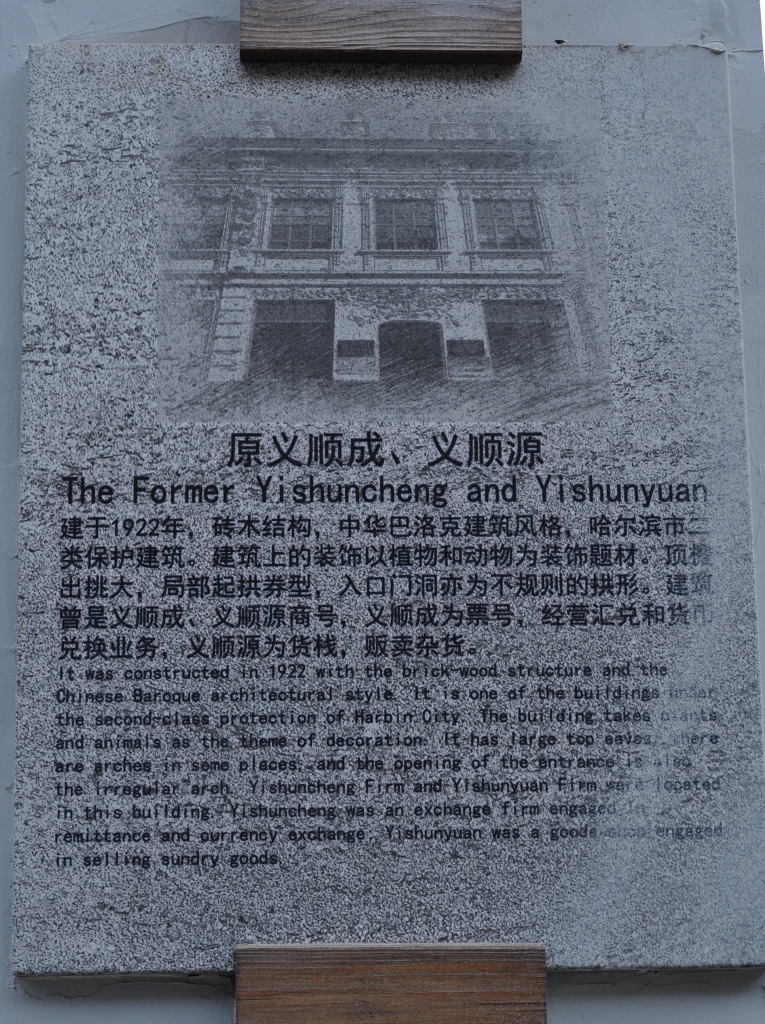 原义顺成、义顺源
The Former Yishuncheng and Yishunyuan
建于1922年，砖木结构，中华巴洛克建筑风格，哈尔滨市二
类保护建筑。建筑上的装饰以植物和动物为装饰题材。顶檐
出挑大，局部起拱券型，入口门洞亦为不规则的拱形。建筑
曾是义顺成、义顺源商号，义顺成为票号，经营汇兑和货币
兑换业务，义顺源为货栈，贩卖杂货。
It was constructed in 1922 with the brick-wood structure and the
Chinese Baroque architectural style. It is one of the buildings under
the second-class protection of Harbin City. The building takes plants
and animals as the theme of decoration. It has large top eaves, there
are arches in some places, and the opening of the entrance is also
the irregular arch. Yishuncheng Firm and Yishunyuan Firm were located
in this building. Yishuncheng was an exchange firm engaged in
remittance and currency exchange. Yishunyuan was a goods shop engaged
in selling sundry goods.